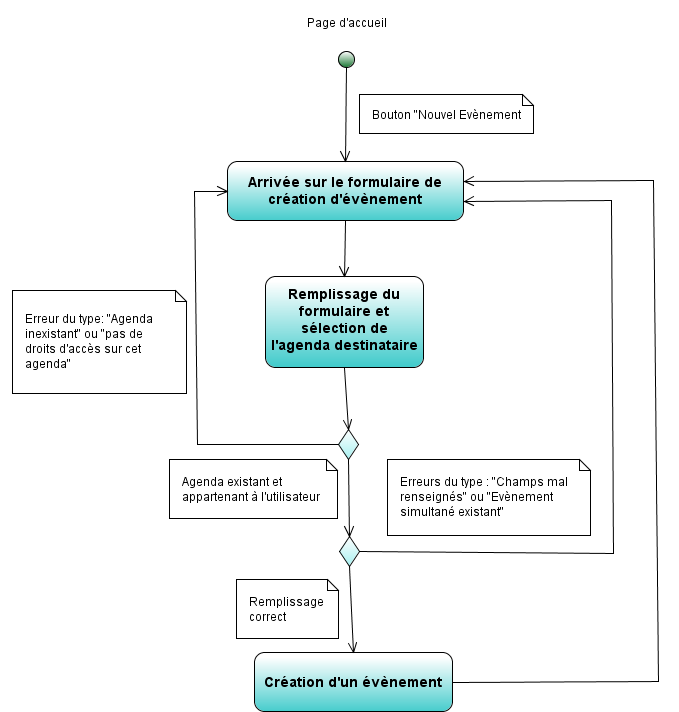 Page d'accueil
Bouton "Nouvel Evènement
Arrivée sur le formulaire de
création d'évènement
Remplissage du
formulaire et
sélection de
l'agenda destinataire
Erreur du type: "Agenda
inexistant" ou "pas de
droits d'accès sur cet
agenda"
Agenda existant et
appartenant à l'utilisateur
Erreurs du type : "Champs mal
renseignés" ou "Evènement
simultané existant"
Remplissage
correct
Création d'un évènement